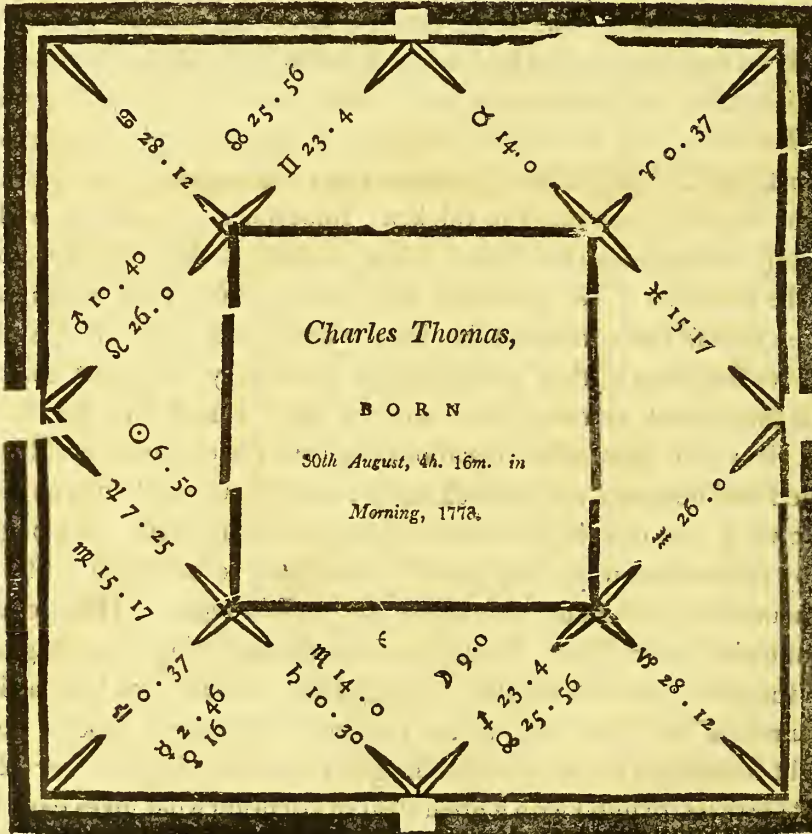 ☊ 25 . 56
♊ 23 . 4
♋ 28 . 12
♉ 14 . 0
♈ 0 . 37
♂ 10 . 40
♌ 26 . 0
♓ 15 17
Charles Thomas,
BORN
30th August, 4h. 16m. in
Morning, 1778.
☉ 6 . 50
♃ 7 . 25
♍ 15 . 17
♒ 26 . 0
♎ 0 . 37
☿ 2 . 46
♀ 16
♏ 14 . 0
♄ 10 . 30
☽ 9 . 0
♐ 23 . 4
☋ 25 . 56
♑ 28 . 12